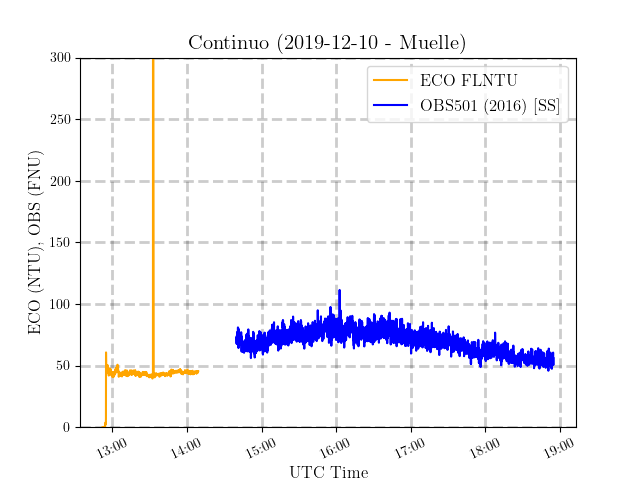 Continuo (2019-12-10 - Muelle)
ECO FLNTU
OBS501 (2016) [SS]
ECO (NTU), OBS (FNU)
300
250
200
150
100
50
0
13:00 14:00 15:00 16:00 17:00 18:00 19:00
UTC Time